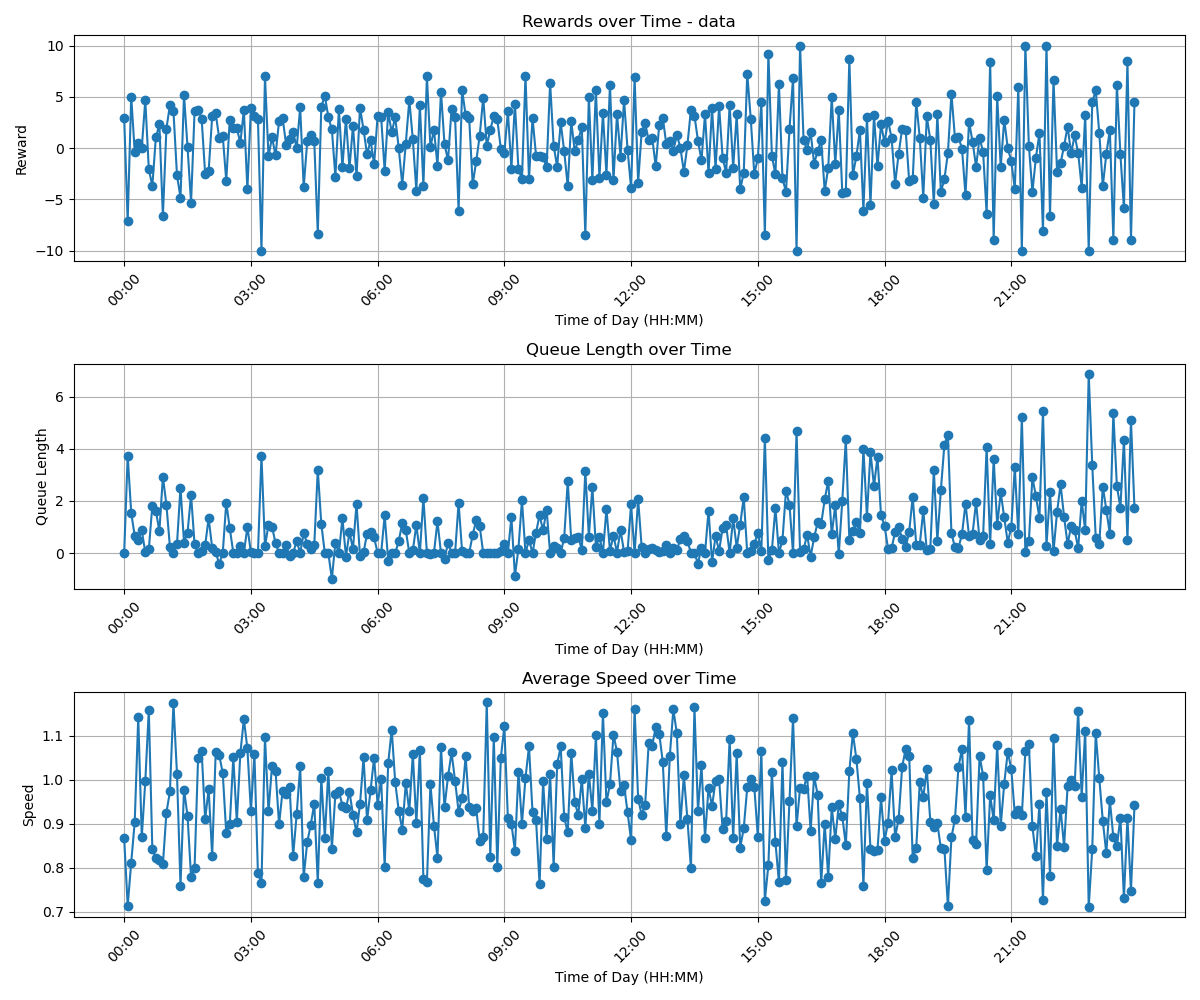 Rewards over Time - data
10
5
0
−5
−10
Reward
00:00 03:00 06:00 09:00 12:00 15:00 18:00 21:00
Time of Day (HH:MM)
Queue Length over Time
6
4
2
0
Queue Length
00:00 03:00 06:00 09:00 12:00 15:00 18:00 21:00
Time of Day (HH:MM)
Average Speed over Time
1.1
1.0
0.9
0.8
0.7
Speed
00:00 03:00 06:00 09:00 12:00 15:00 18:00 21:00
Time of Day (HH:MM)